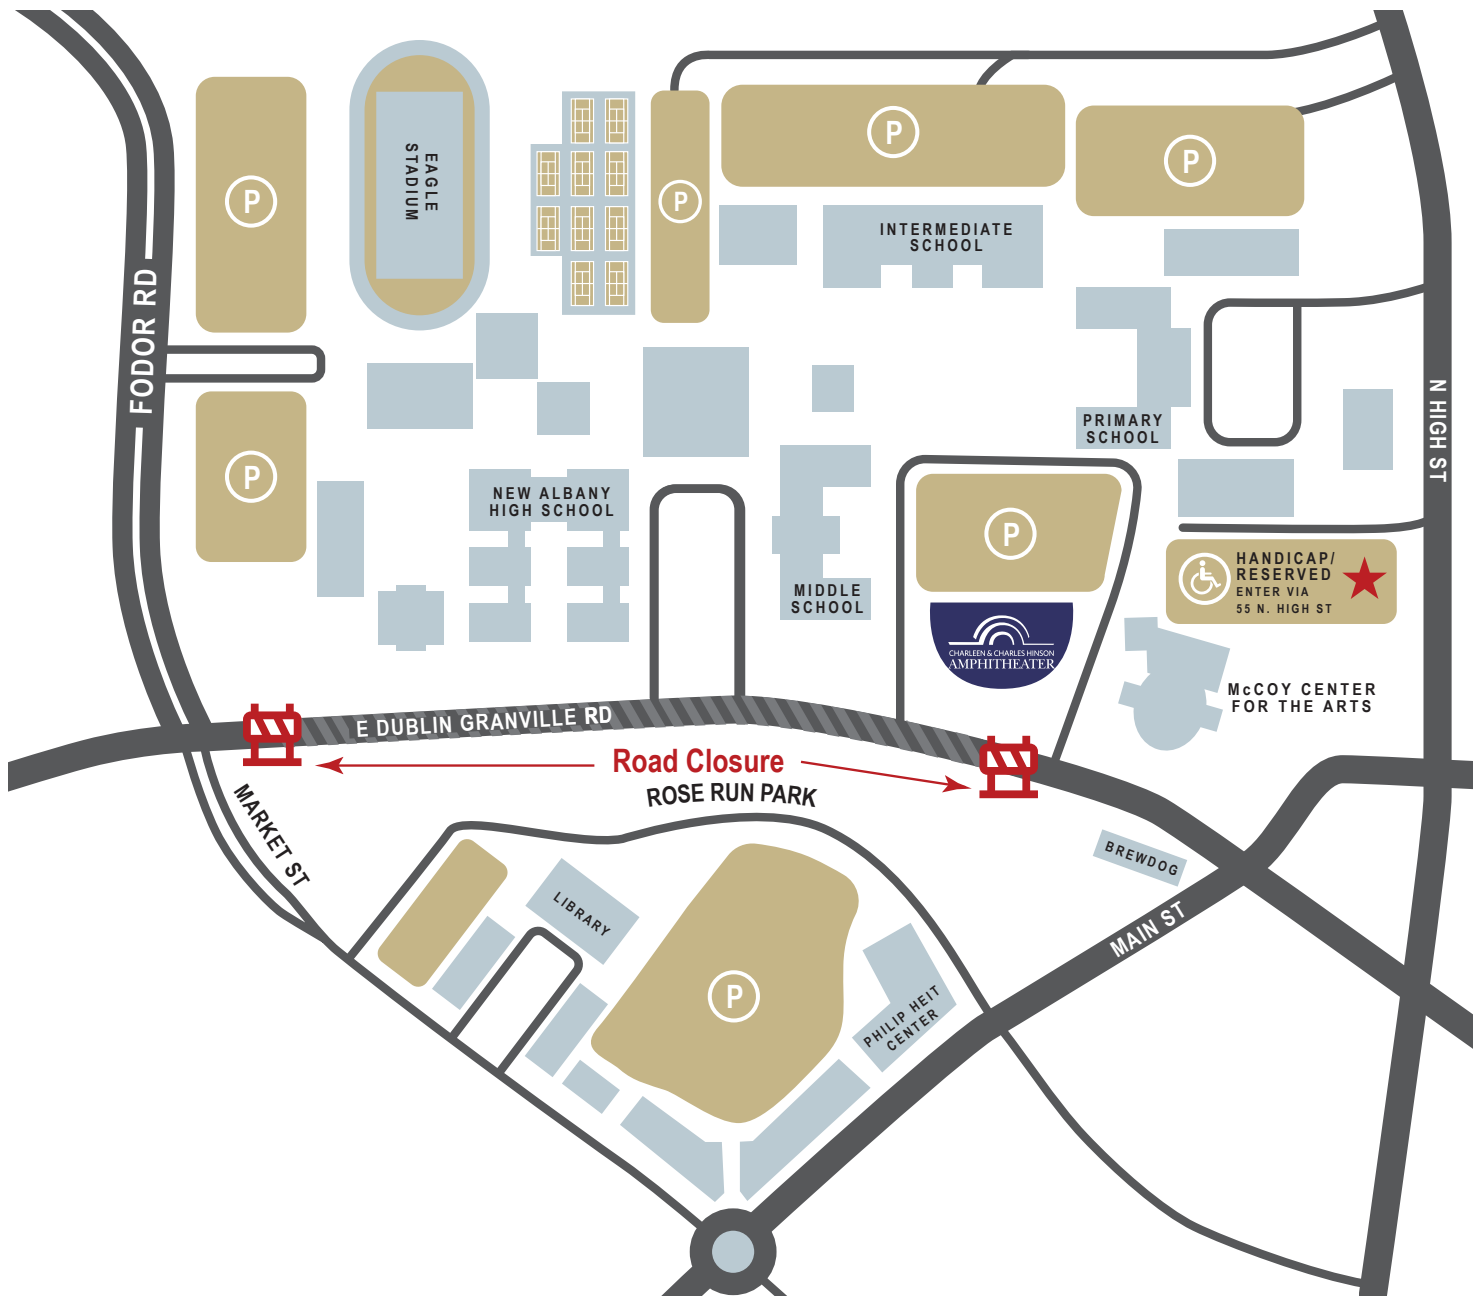 EAGLE
STADIUM
P
P
P
P
INTERMEDIATE
SCHOOL
FODOR RD
N HIGH ST
PRIMARY
SCHOOL
P
NEW ALBANY
HIGH SCHOOL
P
MIDDLE
SCHOOL
HANDICAP/
RESERVED
ENTER VIA
55 N. HIGH ST
CHARLEEN & CHARLES HINSON
AMPHITHEATER
McCOY CENTER
FOR THE ARTS
E DUBLIN GRANVILLE RD
Road Closure
ROSE RUN PARK
MARKET ST
BREWDOG
LIBRARY
MAIN ST
P
PHILIP HEIT
CENTER